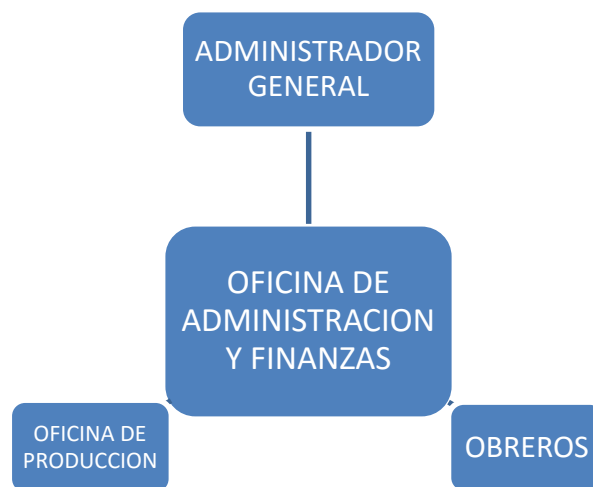 ADMINISTRADOR
GENERAL
OFICINA DE
ADMINISTRACION
Y FINANZAS
OFICINA DE
PRODUCCION
OBREROS